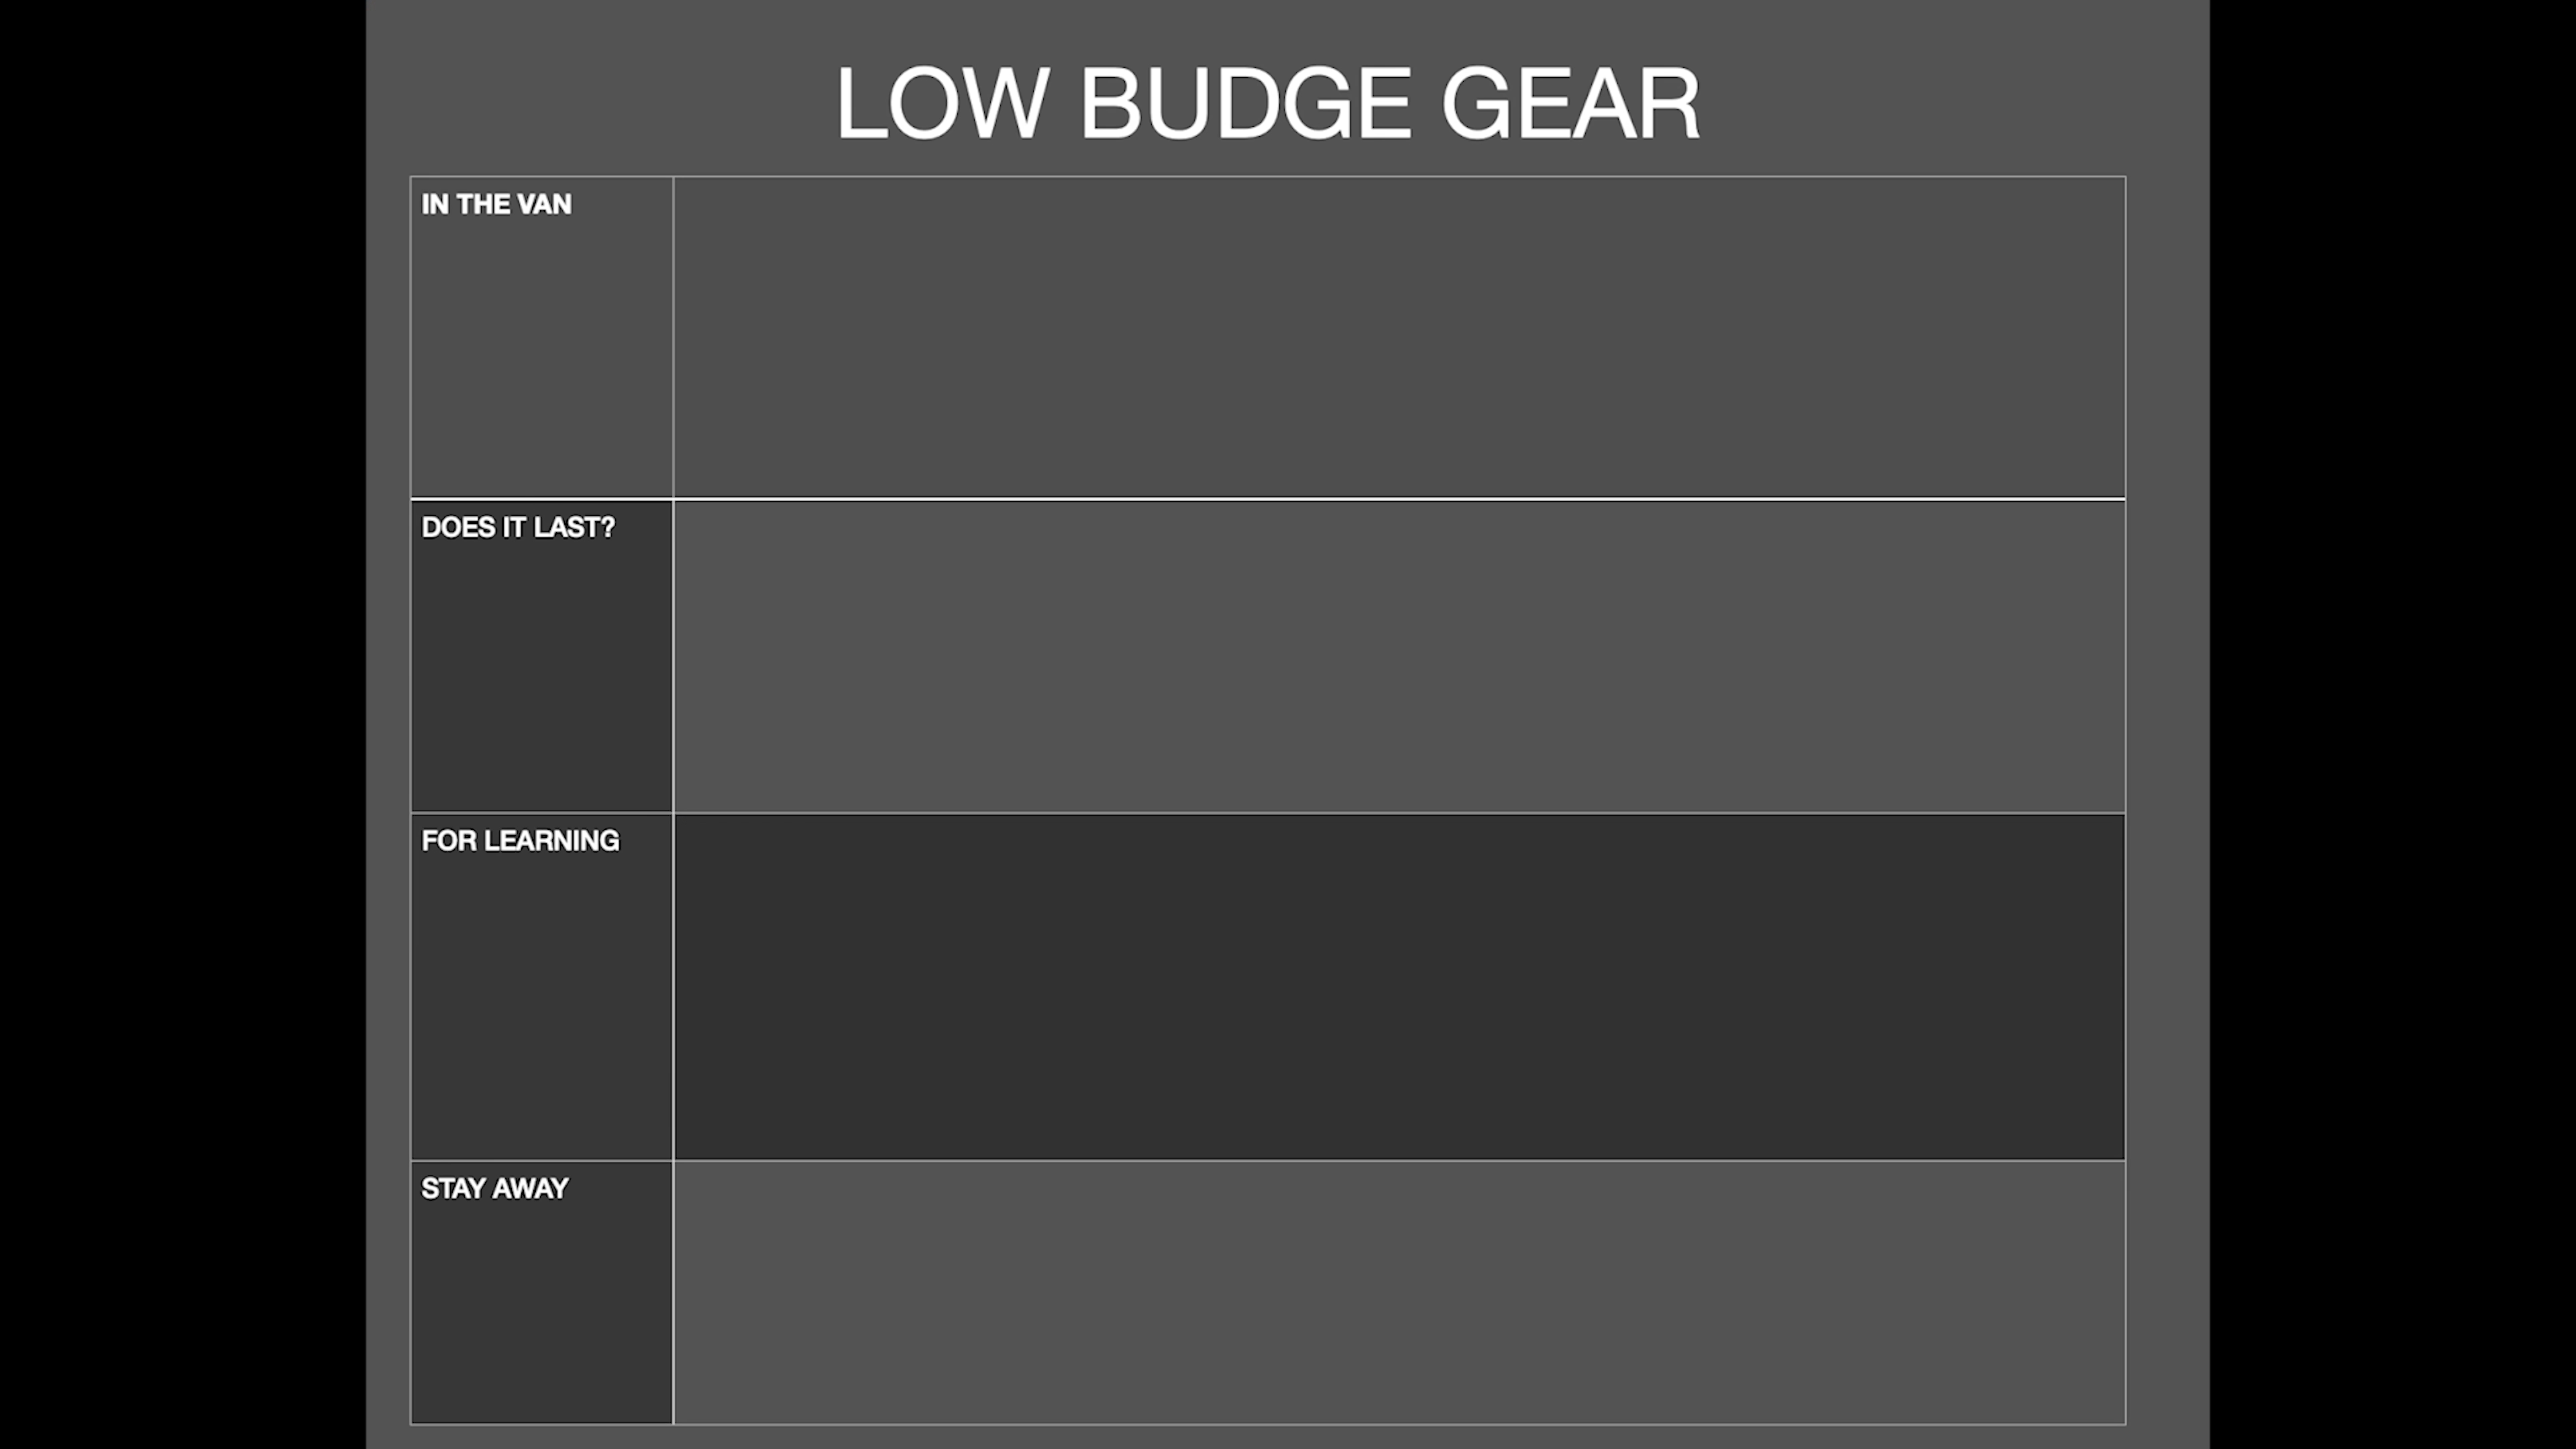 LOW BUDGE GEAR
IN THE VAN
DOES IT LAST?
FOR LEARNING
STAY AWAY